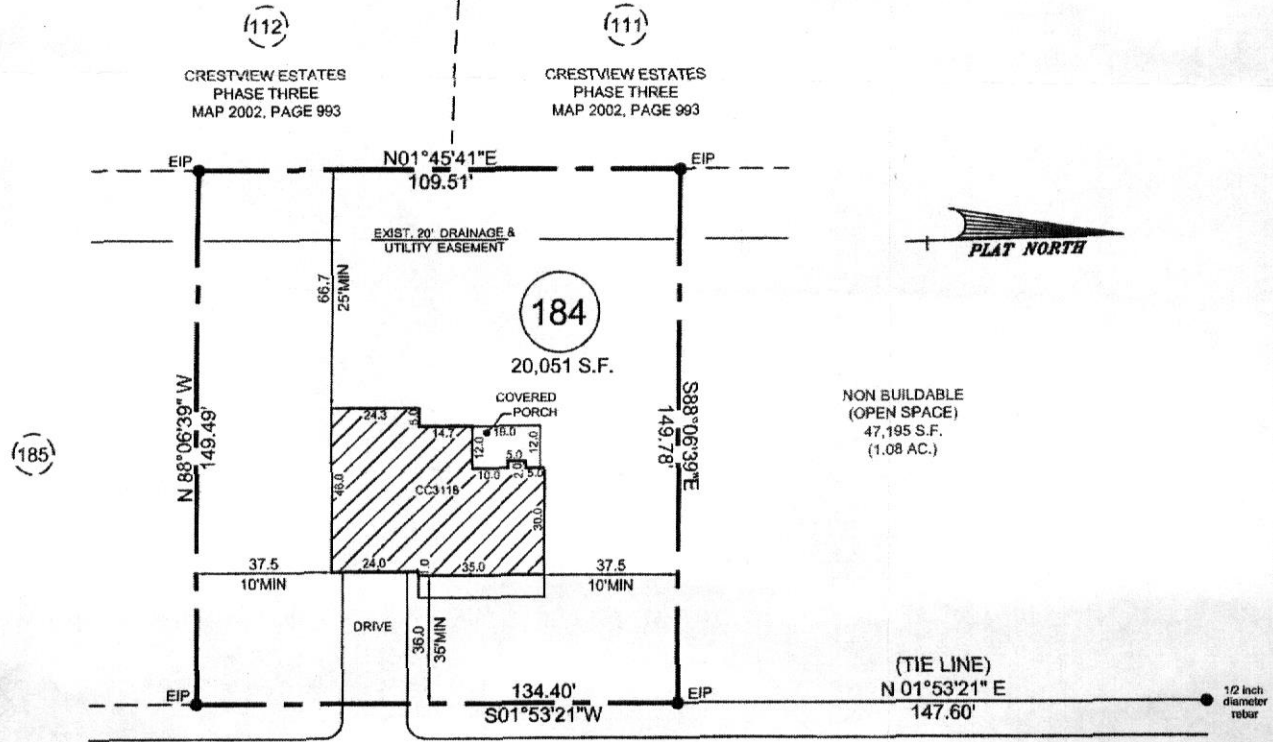 112
111
CRESTVIEW ESTATES
PHASE THREE
MAP 2002, PAGE 993
CRESTVIEW ESTATES
PHASE THREE
MAP 2002, PAGE 993
EIP
N01°45'41"E
109.51'
EIP
EXIST. 20' DRAINAGE &
UTILITY EASEMENT
PLAT NORTH
66.7
25'MIN
184
20,051 S.F.
COVERED
PORCH
NON BUILDABLE
(OPEN SPACE)
47,195 S.F.
(1.08 AC.)
185
N 88°06'39" W
149.49'
S88°06'39"E
149.78'
24.3
5.0
14.7
16.0
12.0
12.0
5.0
10.0
2.0
5.0
46.0
CC3118
30.0
37.5
10'MIN
24.0
1.0
35.0
37.5
10'MIN
DRIVE
36.0
35'MIN
EIP
134.40'
S01°53'21"W
EIP
(TIE LINE)
N 01°53'21" E
147.60'
1/2 inch
diameter
rebar